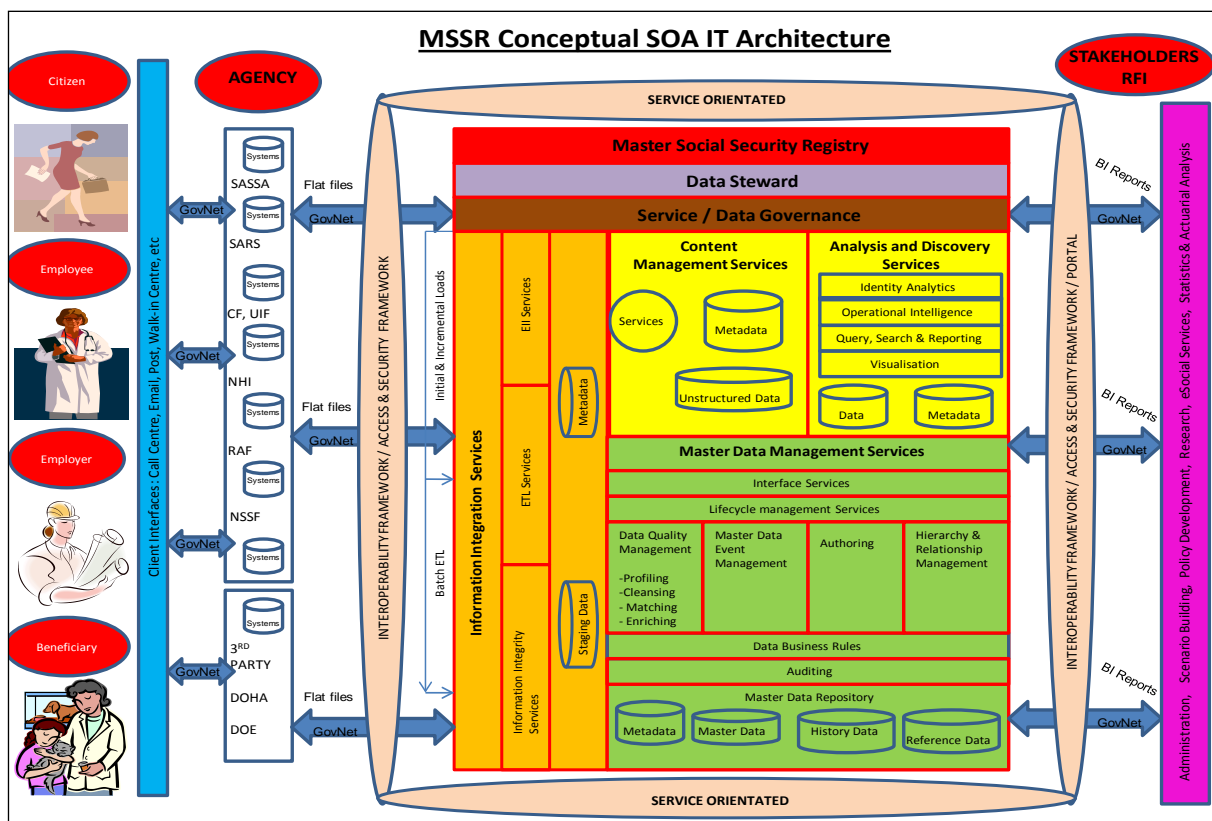 MSSR Conceptual SOA IT Architecture
Citizen
Employee
Employer
Beneficiary
Client Interfaces : Call Centre, Email, Post, Walk-in Centre, etc
GovNet
GovNet
GovNet
GovNet
AGENCY
Systems
SASSA
Systems
SARS
Systems
CF, UIF
Systems
NHI
Systems
RAF
Systems
NSSF
Systems
Systems
3RD
PARTY
DOHA
DOE
Flat files
GovNet
Flat files
GovNet
Flat files
GovNet
INTEROPERABILITY FRAMEWORK / ACCESS & SECURITY FRAMEWORK
SERVICE ORIENTATED
Master Social Security Registry
Data Steward
Service / Data Governance
Initial & Incremental Loads
Batch ETL
Information Integration Services
EII Services
ETL Services
Information Integrity
Services
Metadata
Staging Data
Content
Management Services
Services
Metadata
Unstructured Data
Analysis and Discovery
Services
Identity Analytics
Operational Intelligence
Query, Search & Reporting
Visualisation
Data
Metadata
Master Data Management Services
Interface Services
Lifecycle management Services
Data Quality
Management
-Profiling
-Cleansing
- Matching
- Enriching
Master Data
Event
Management
Authoring
Hierarchy &
Relationship
Management
Data Business Rules
Auditing
Master Data Repository
Metadata
Master Data
History Data
Reference Data
SERVICE ORIENTATED
INTEROPERABILITY FRAMEWORK / ACCESS & SECURITY FRAMEWORK / PORTAL
BI Reports
GovNet
BI Reports
GovNet
BI Reports
GovNet
STAKEHOLDERS
RFI
Administration, Scenario Building, Policy Development, Research, eSocial Services, Statistics & Actuarial Analysis